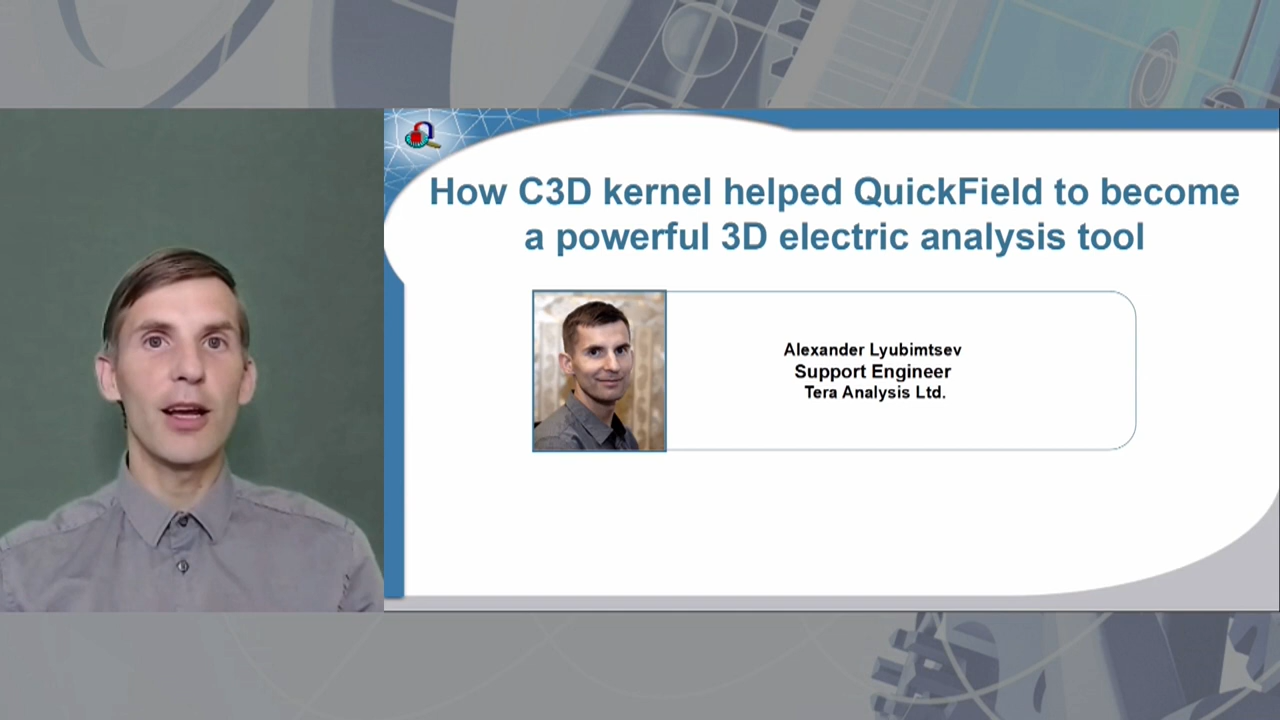 How C3D kernel helped QuickField to become
a powerful 3D electric analysis tool
Alexander Lyubimtsev
Support Engineer
Tera Analysis Ltd.